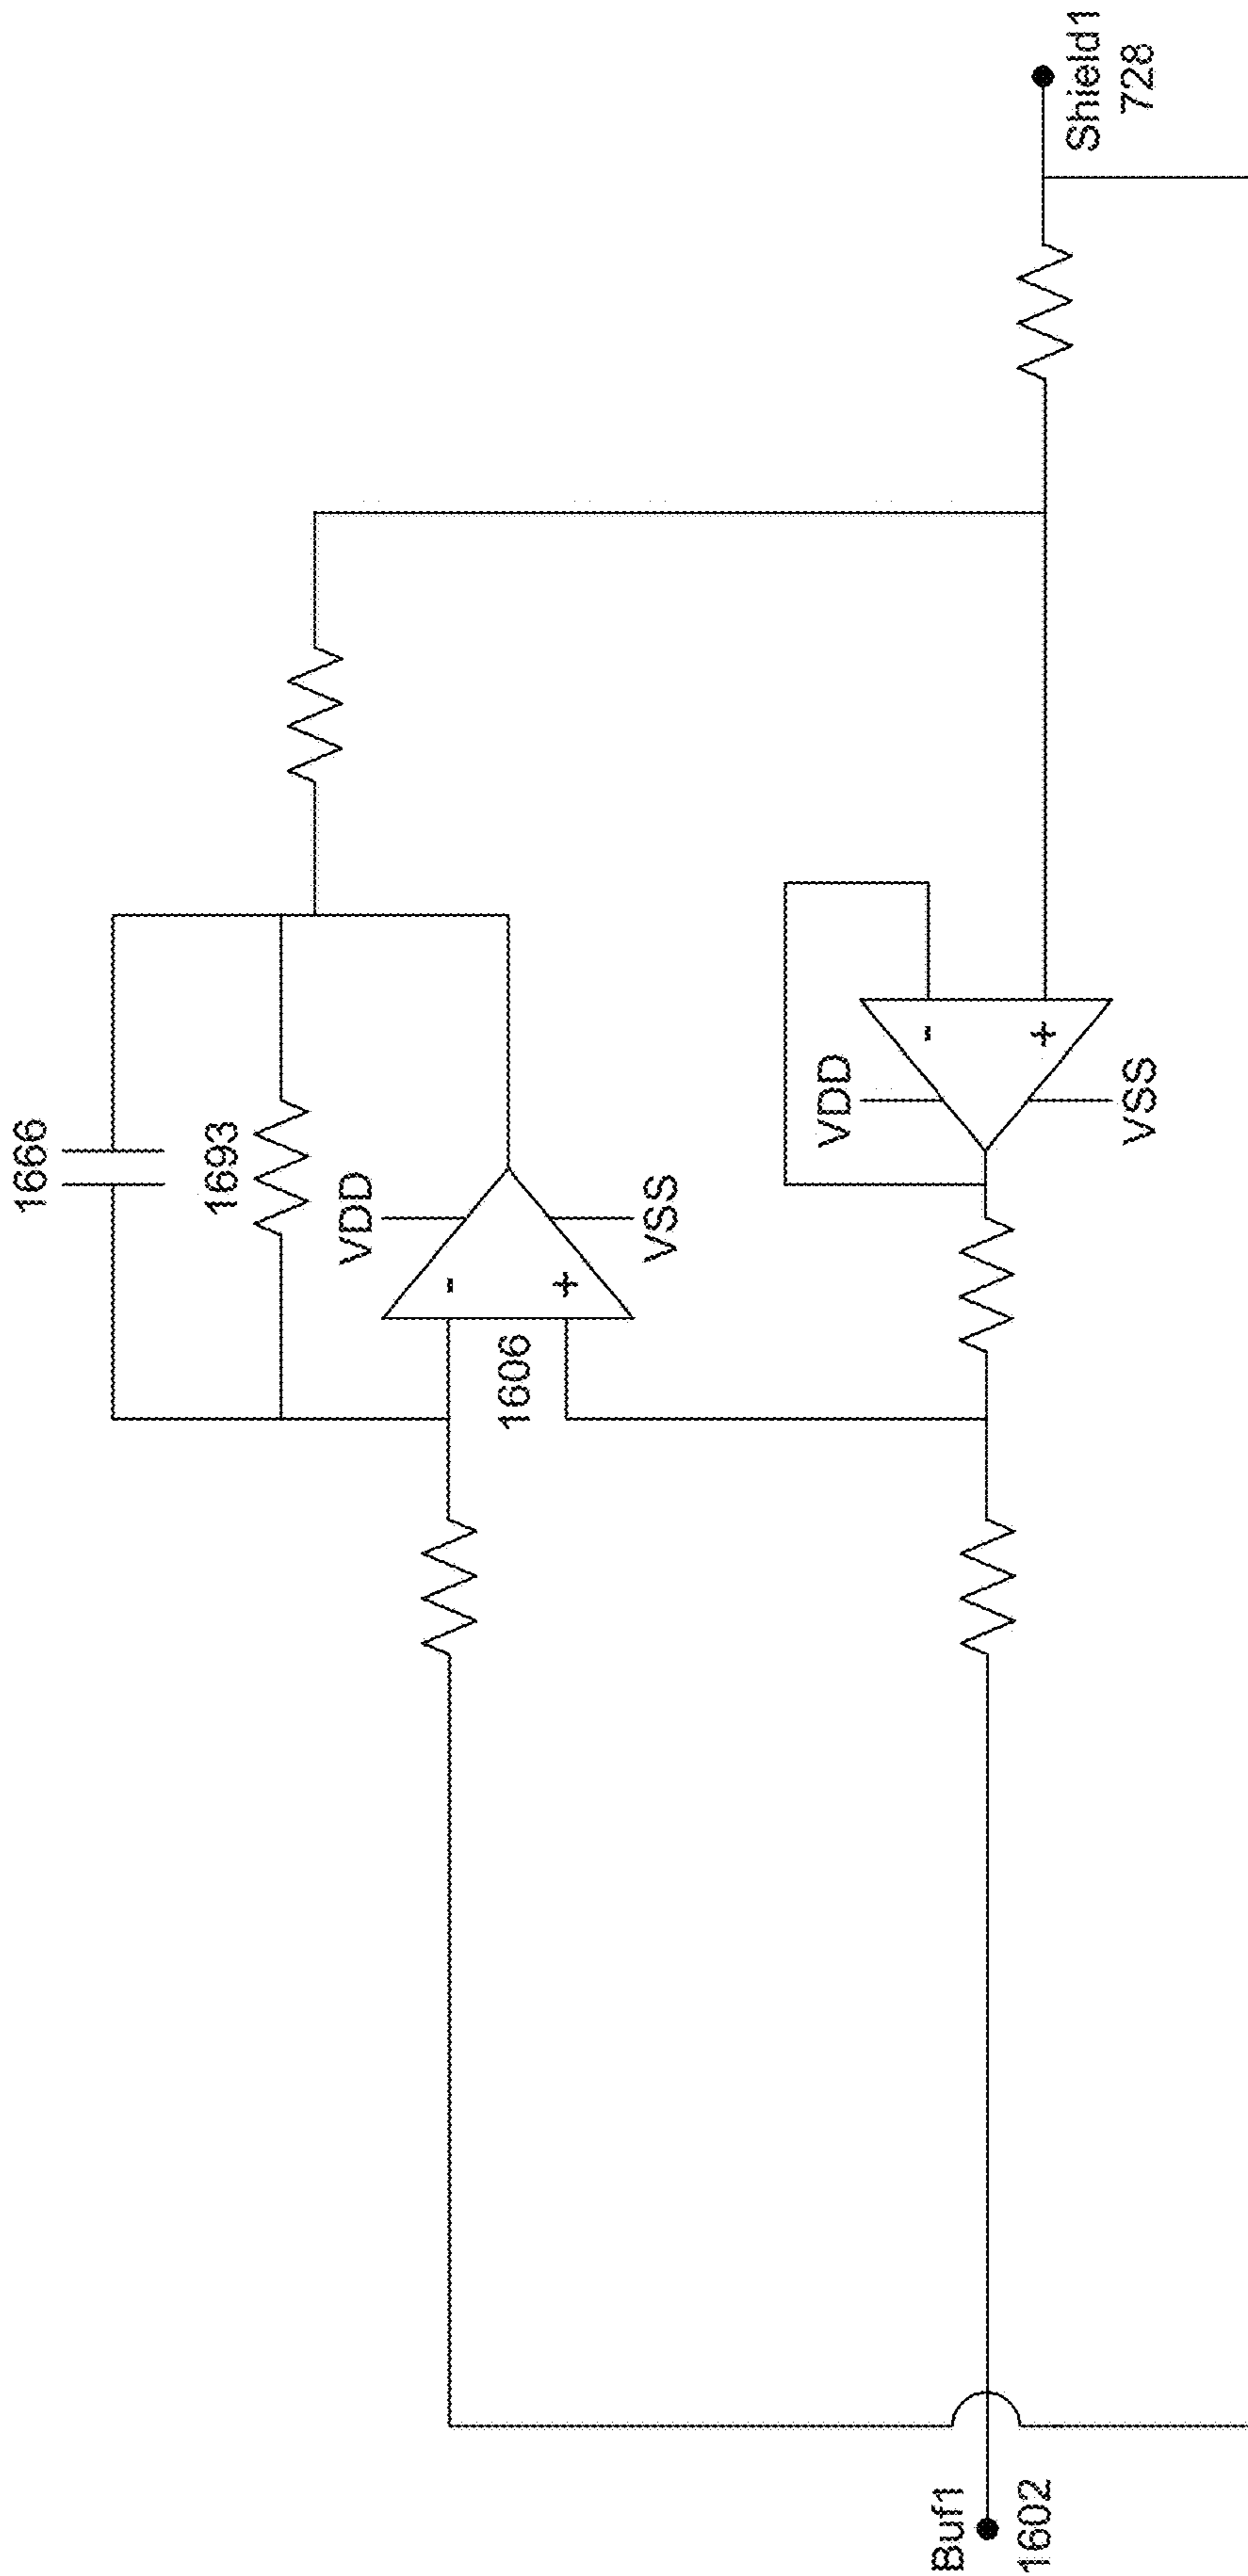 1666
1693
VDD
-
+
VSS
1606
VDD
-
+
VSS
Buf1
1602
Shield1
728